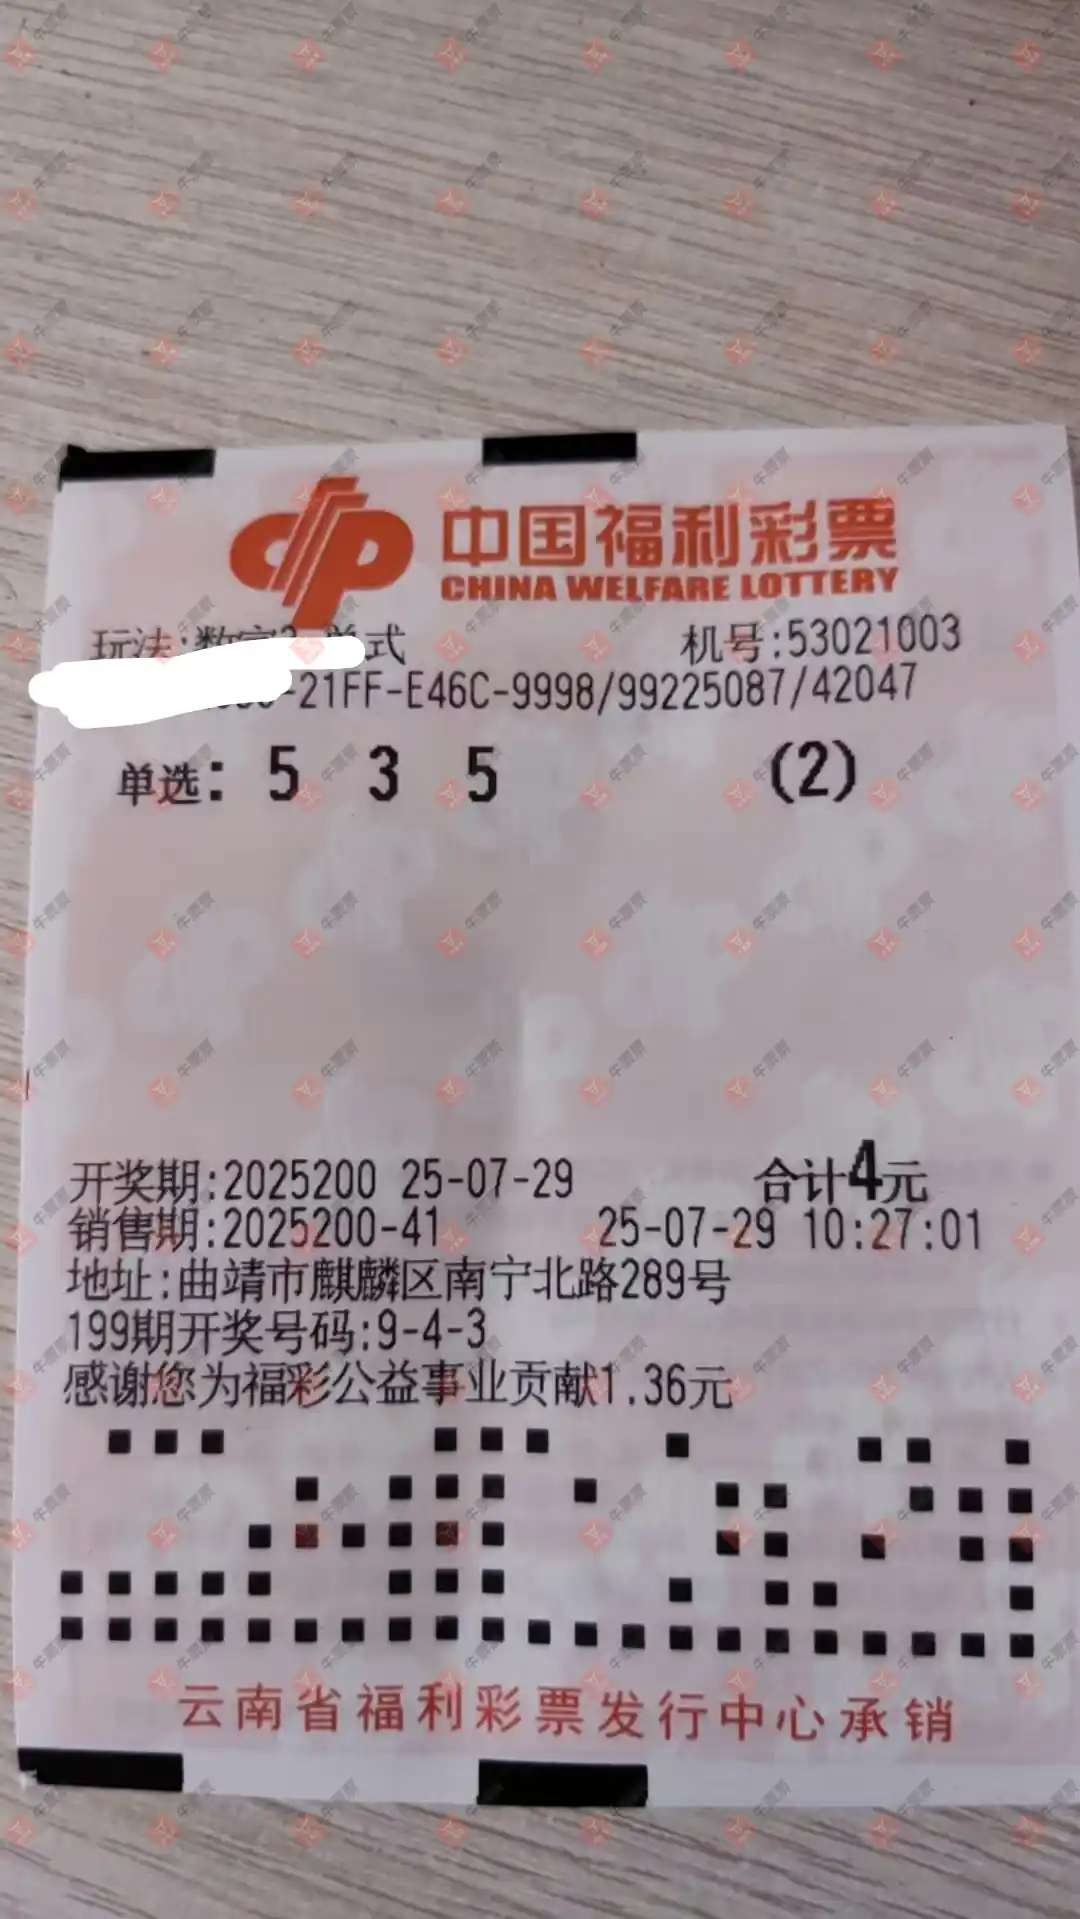 中国福利彩票
CHINA WELFARE LOTTERY
玩法:数字3 单式 机号:53021003
-21FF-E46C-9998/99225087/42047
单选: 5 3 5 (2)
开奖期:2025200 25-07-29 合计4元
销售期:2025200-41 25-07-29 10:27:01
地址:曲靖市麒麟区南宁北路289号
199期开奖号码:9-4-3
感谢您为福彩公益事业贡献1.36元
云南省福利彩票发行中心承销
牛票票